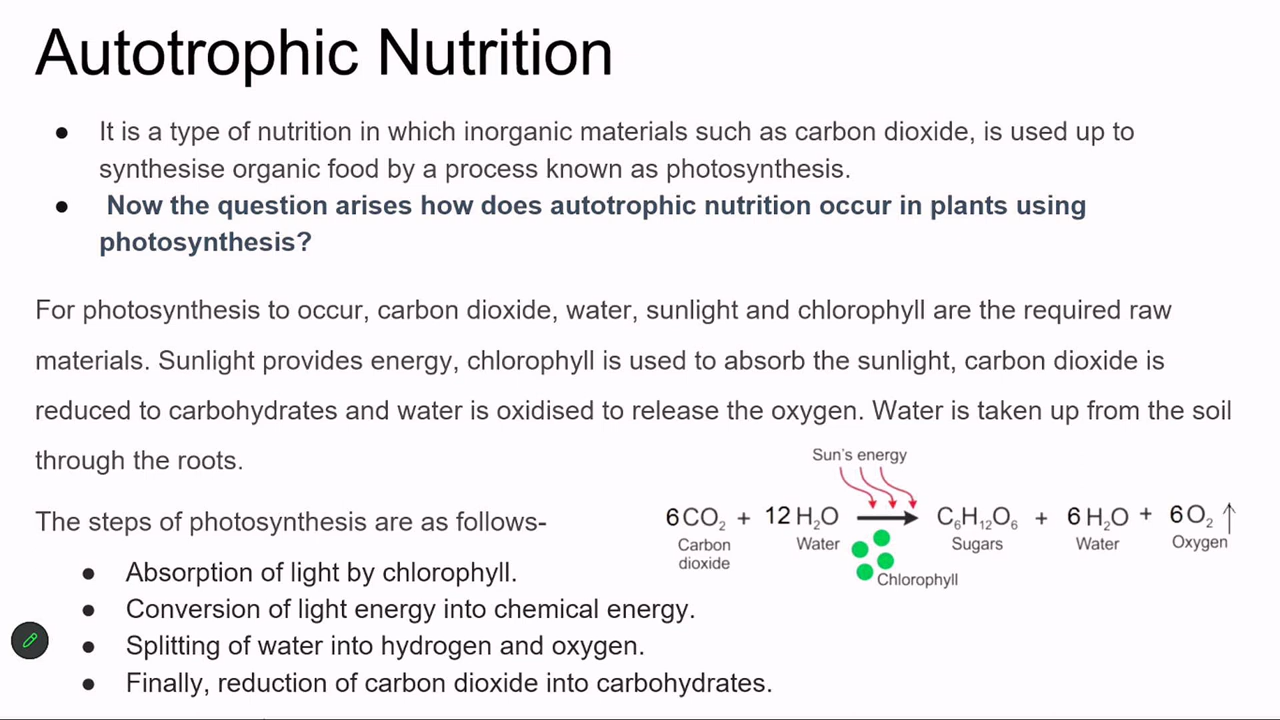 Autotrophic Nutrition
● It is a type of nutrition in which inorganic materials such as carbon dioxide, is used up to
synthesise organic food by a process known as photosynthesis.
● Now the question arises how does autotrophic nutrition occur in plants using
photosynthesis?
For photosynthesis to occur, carbon dioxide, water, sunlight and chlorophyll are the required raw
materials. Sunlight provides energy, chlorophyll is used to absorb the sunlight, carbon dioxide is
reduced to carbohydrates and water is oxidised to release the oxygen. Water is taken up from the soil
through the roots.
The steps of photosynthesis are as follows-
● Absorption of light by chlorophyll.
● Conversion of light energy into chemical energy.
● Splitting of water into hydrogen and oxygen.
● Finally, reduction of carbon dioxide into carbohydrates.
Sun's energy
6CO₂ + 12 H₂O → C₆H₁₂O₆ + 6 H₂O + 6 O₂ ↑
Carbon dioxide Water Sugars Water Oxygen
Chlorophyll